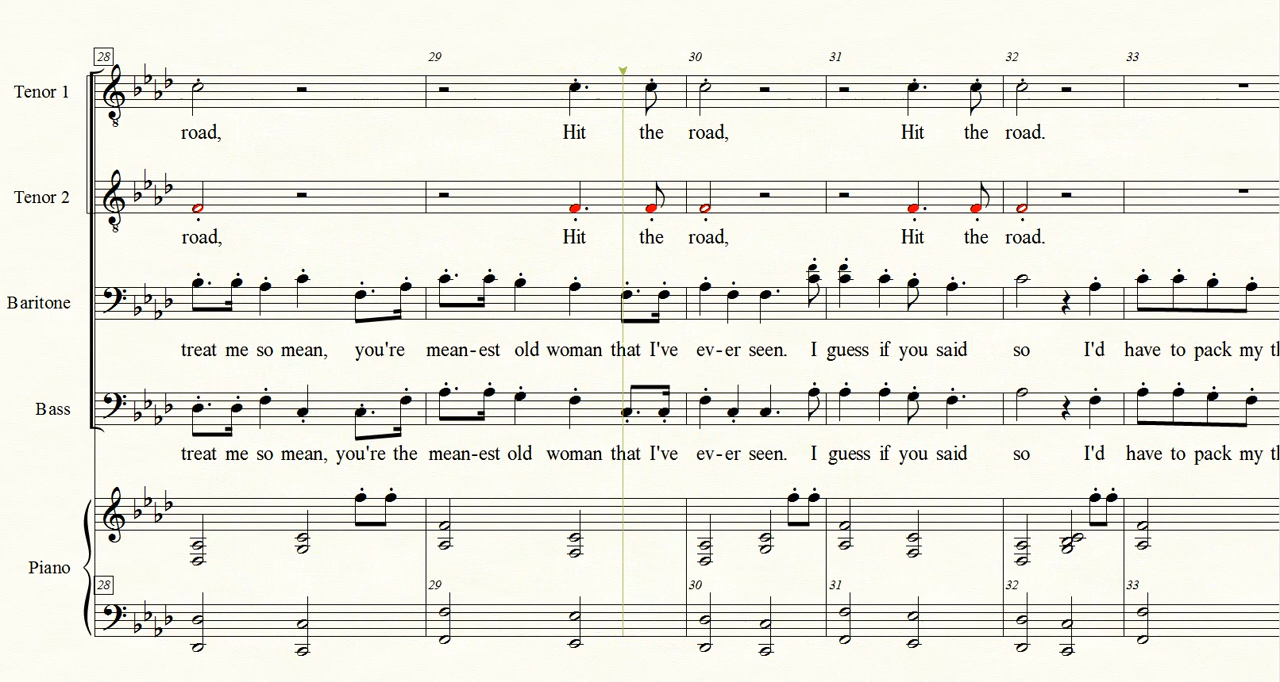 28 29 30 31 32 33
Tenor 1
road, Hit the road, Hit the road.
Tenor 2
road, Hit the road, Hit the road.
Baritone
treat me so mean, you're mean-est old woman that I've ev-er seen. I guess if you said so I'd have to pack my
Bass
treat me so mean, you're the mean-est old woman that I've ev-er seen. I guess if you said so I'd have to pack my
Piano
28 29 30 31 32 33